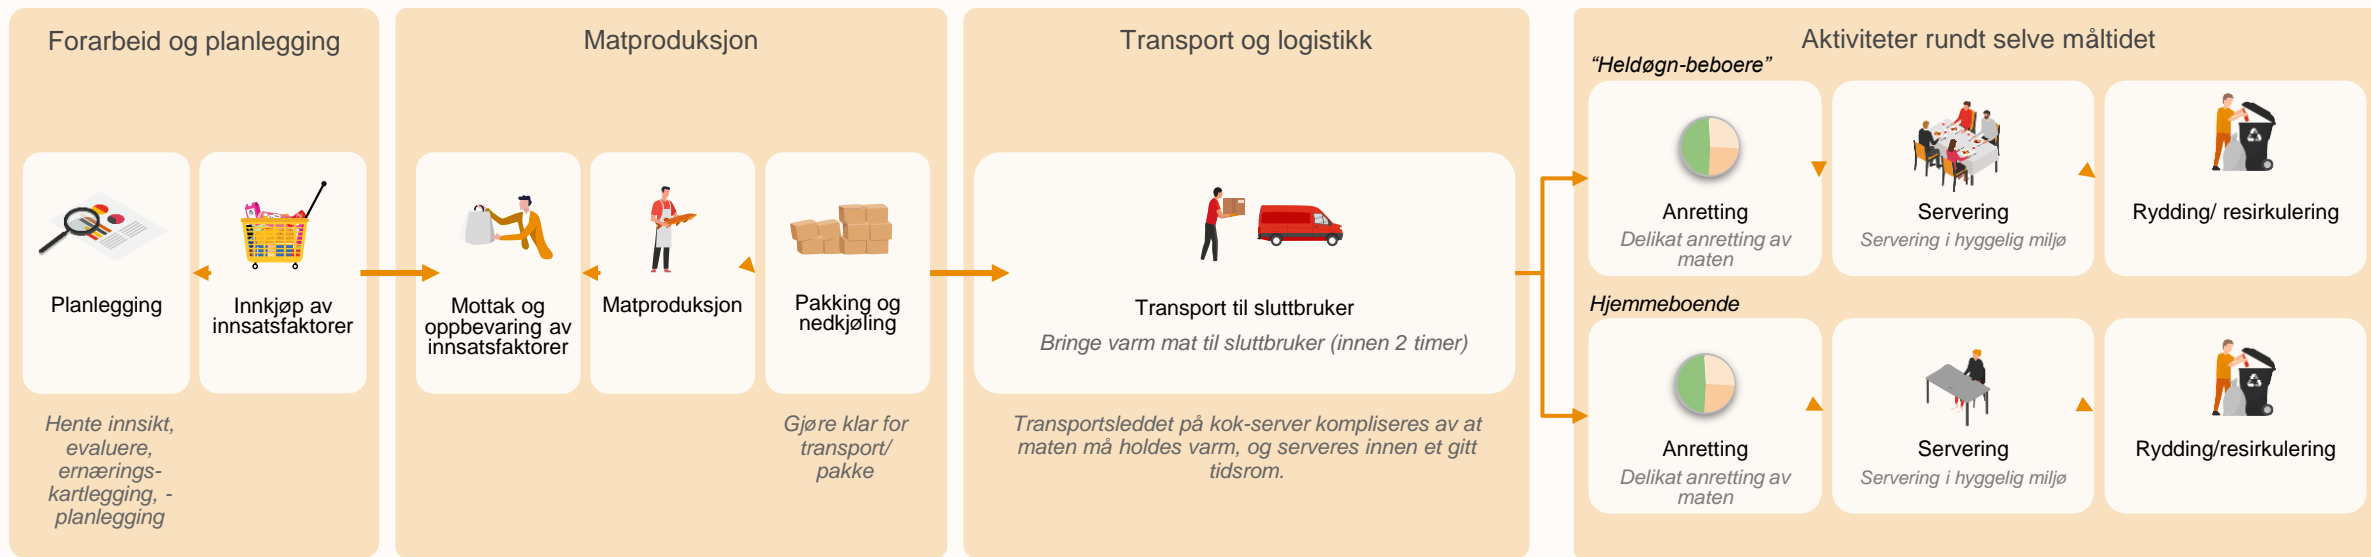 Forarbeid og planlegging
Planlegging
Innkjøp av
innsatsfaktorer
Hente innsikt,
evaluere,
ernærings-
kartlegging, -
planlegging
Matproduksjon
Mottak og
oppbevaring av
innsatsfaktorer
Matproduksjon
Pakking og
nedkjøling
Gjøre klar for
transport/
pakke
Transport og logistikk
Transport til sluttbruker
Bringe varm mat til sluttbruker (innen 2 timer)
Transportsleddet på kok-server kompliseres av at
maten må holdes varm, og serveres innen et gitt
tidsrom.
Aktiviteter rundt selve måltidet
“Heldøgn-beboere”
Anretting
Delikat anretting av
maten
Servering
Servering i hyggelig miljø
Rydding/ resirkulering
Hjemmeboende
Anretting
Delikat anretting av
maten
Servering
Servering i hyggelig miljø
Rydding/resirkulering